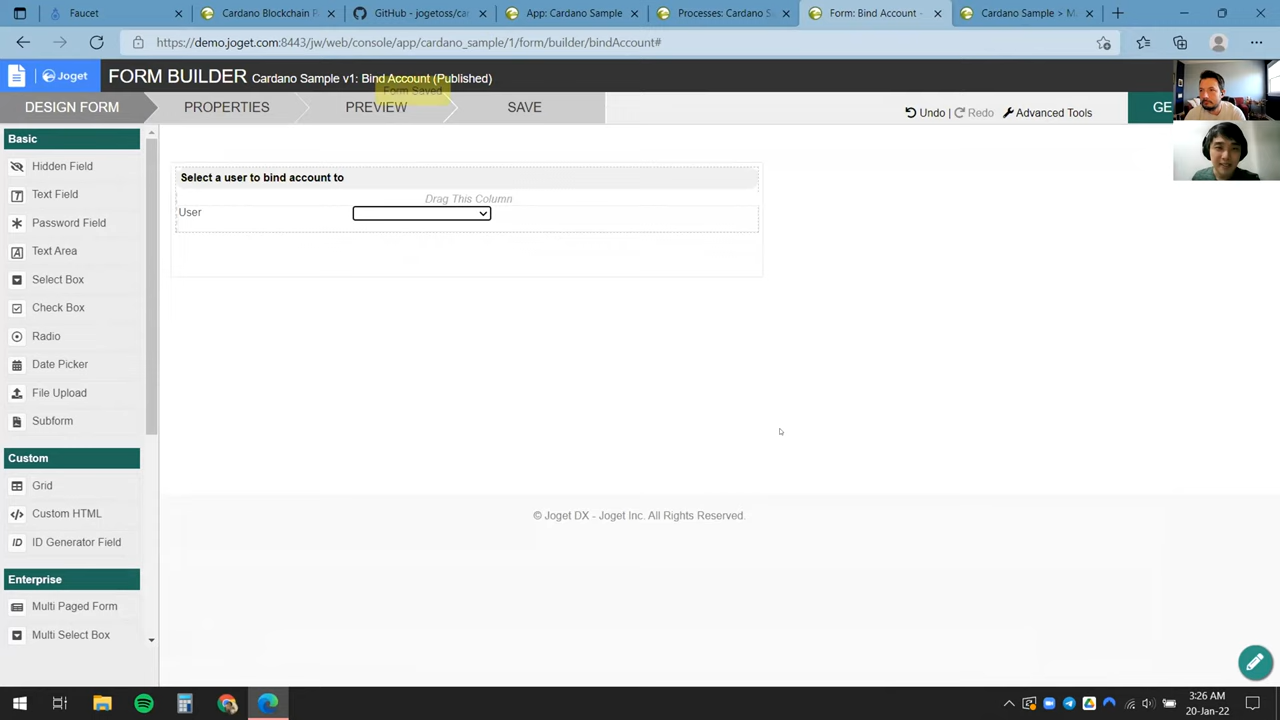 Faucet
Cardano Blockchain P
GitHub - jogetoss/car
App: Cardano Sample
Processes: Cardano S
Form: Bind Account -
Cardano Sample > M
https://demo.joget.com:8443/jw/web/console/app/cardano_sample/1/form/builder/bindAccount#
Joget FORM BUILDER Cardano Sample v1: Bind Account (Published)
Form Saved
DESIGN FORM PROPERTIES PREVIEW SAVE
Undo | Redo Advanced Tools
GE
Basic
Hidden Field
Text Field
Password Field
Text Area
Select Box
Check Box
Radio
Date Picker
File Upload
Subform
Custom
Grid
Custom HTML
ID Generator Field
Enterprise
Multi Paged Form
Multi Select Box
Select a user to bind account to
Drag This Column
User
© Joget DX - Joget Inc. All Rights Reserved.
3:26 AM
20-Jan-22